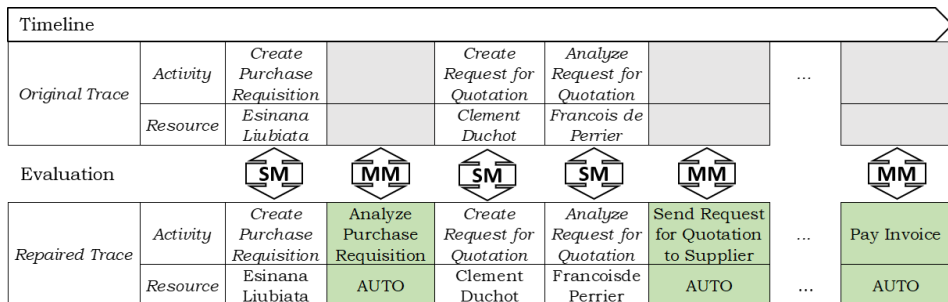 Timeline
Original Trace
Activity
Create Purchase Requisition
Create Request for Quotation
Analyze Request for Quotation
...
Resource
Esinana Liubiata
Clement Duchot
Francois de Perrier
Evaluation
SM
MM
SM
SM
MM
MM
Repaired Trace
Activity
Create Purchase Requisition
Analyze Purchase Requisition
Create Request for Quotation
Analyze Request for Quotation
Send Request for Quotation to Supplier
...
Pay Invoice
Resource
Esinana Liubiata
AUTO
Clement Duchot
Francoisde Perrier
AUTO
...
AUTO